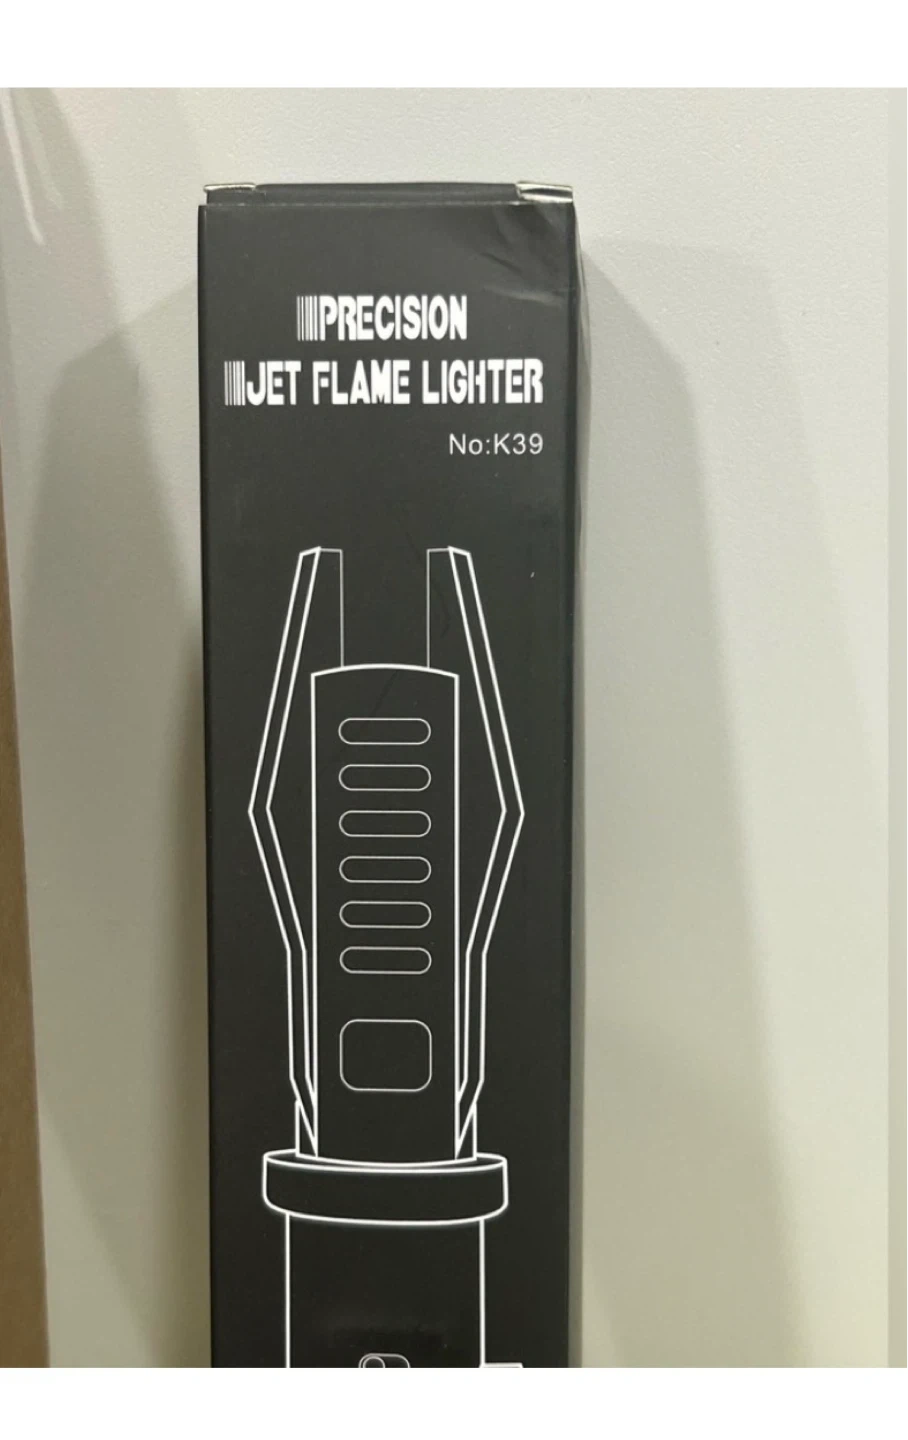 PRECISION
JET FLAME LIGHTER
No:K39